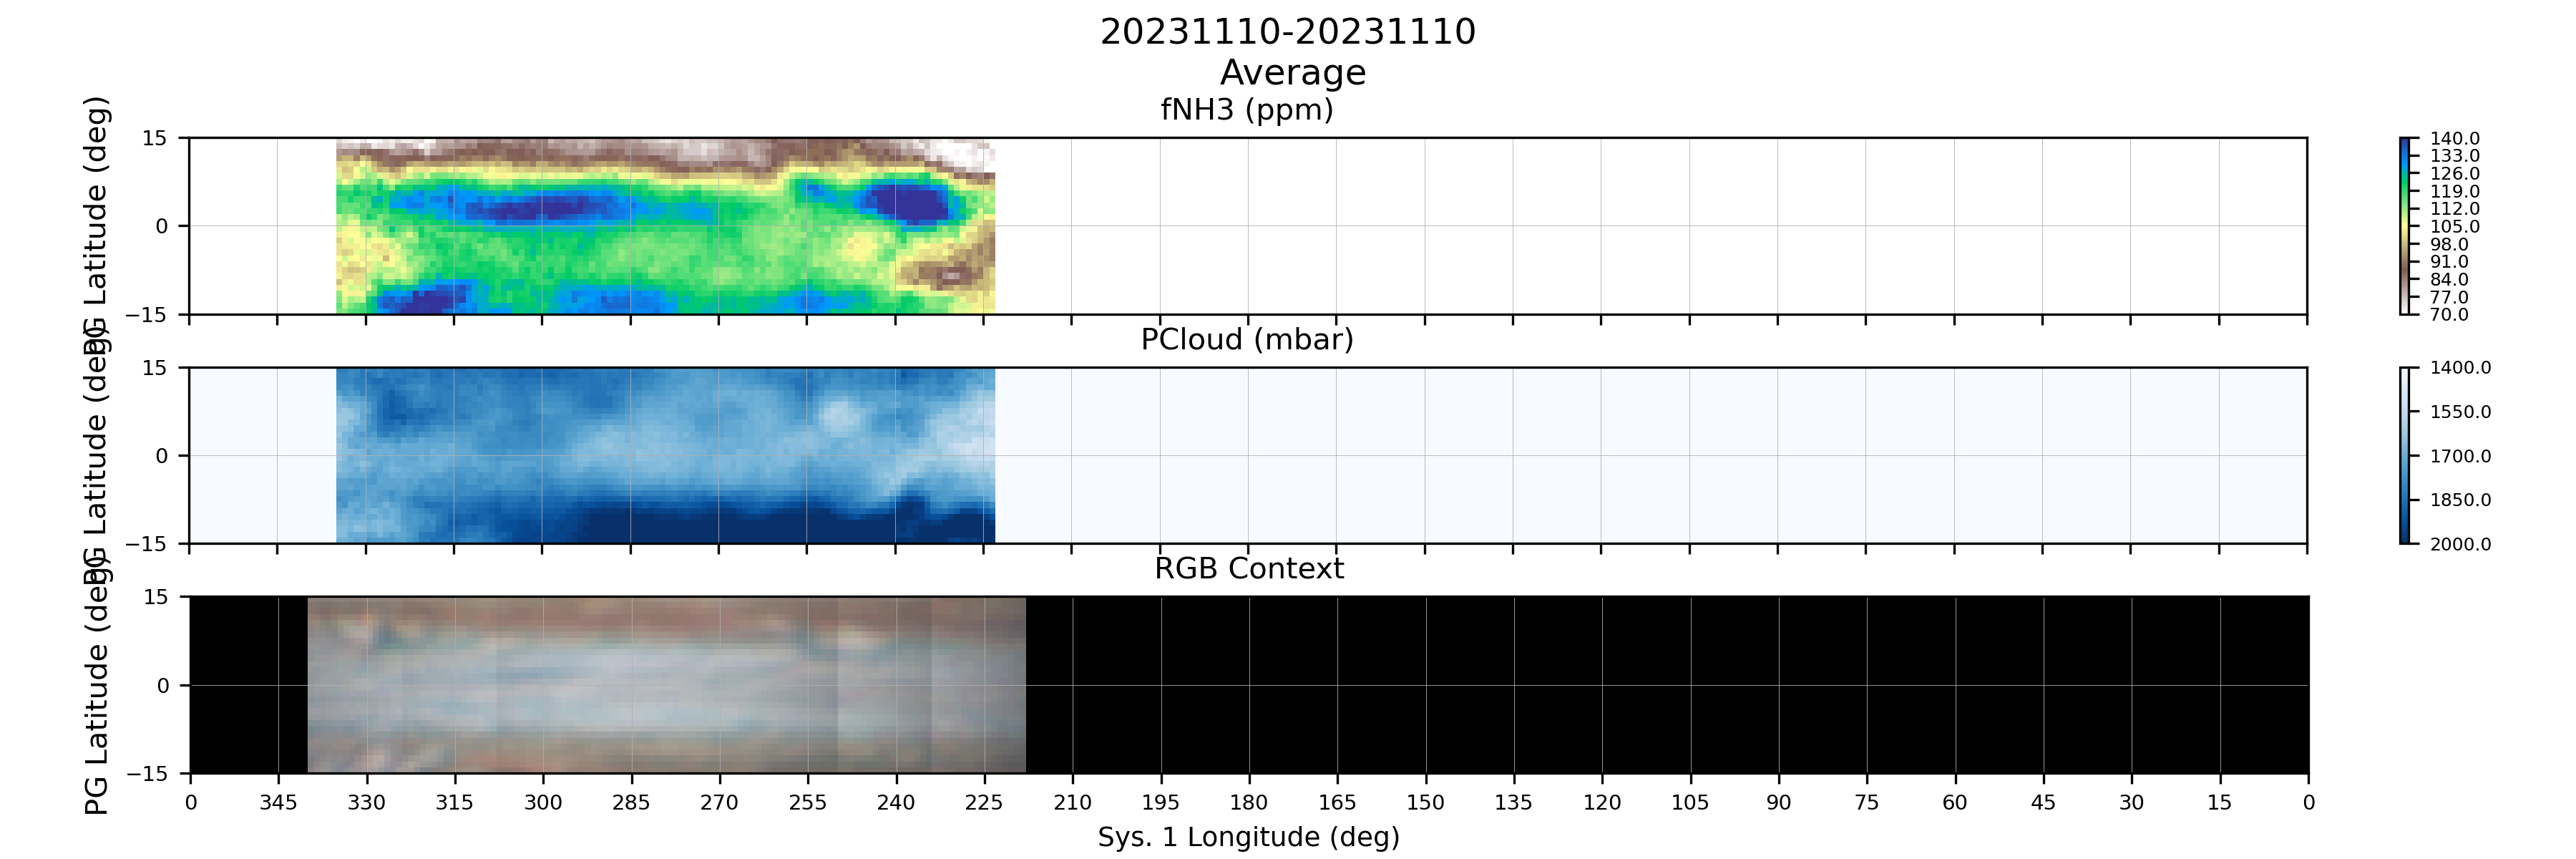 20231110-20231110
Average
fNH3 (ppm)
PG Latitude (deg)
15
0
−15
140.0
133.0
126.0
119.0
112.0
105.0
98.0
91.0
84.0
77.0
70.0
PCloud (mbar)
PG Latitude (deg)
15
0
−15
1400.0
1550.0
1700.0
1850.0
2000.0
RGB Context
PG Latitude (deg)
15
0
−15
0 345 330 315 300 285 270 255 240 225 210 195 180 165 150 135 120 105 90 75 60 45 30 15 0
Sys. 1 Longitude (deg)